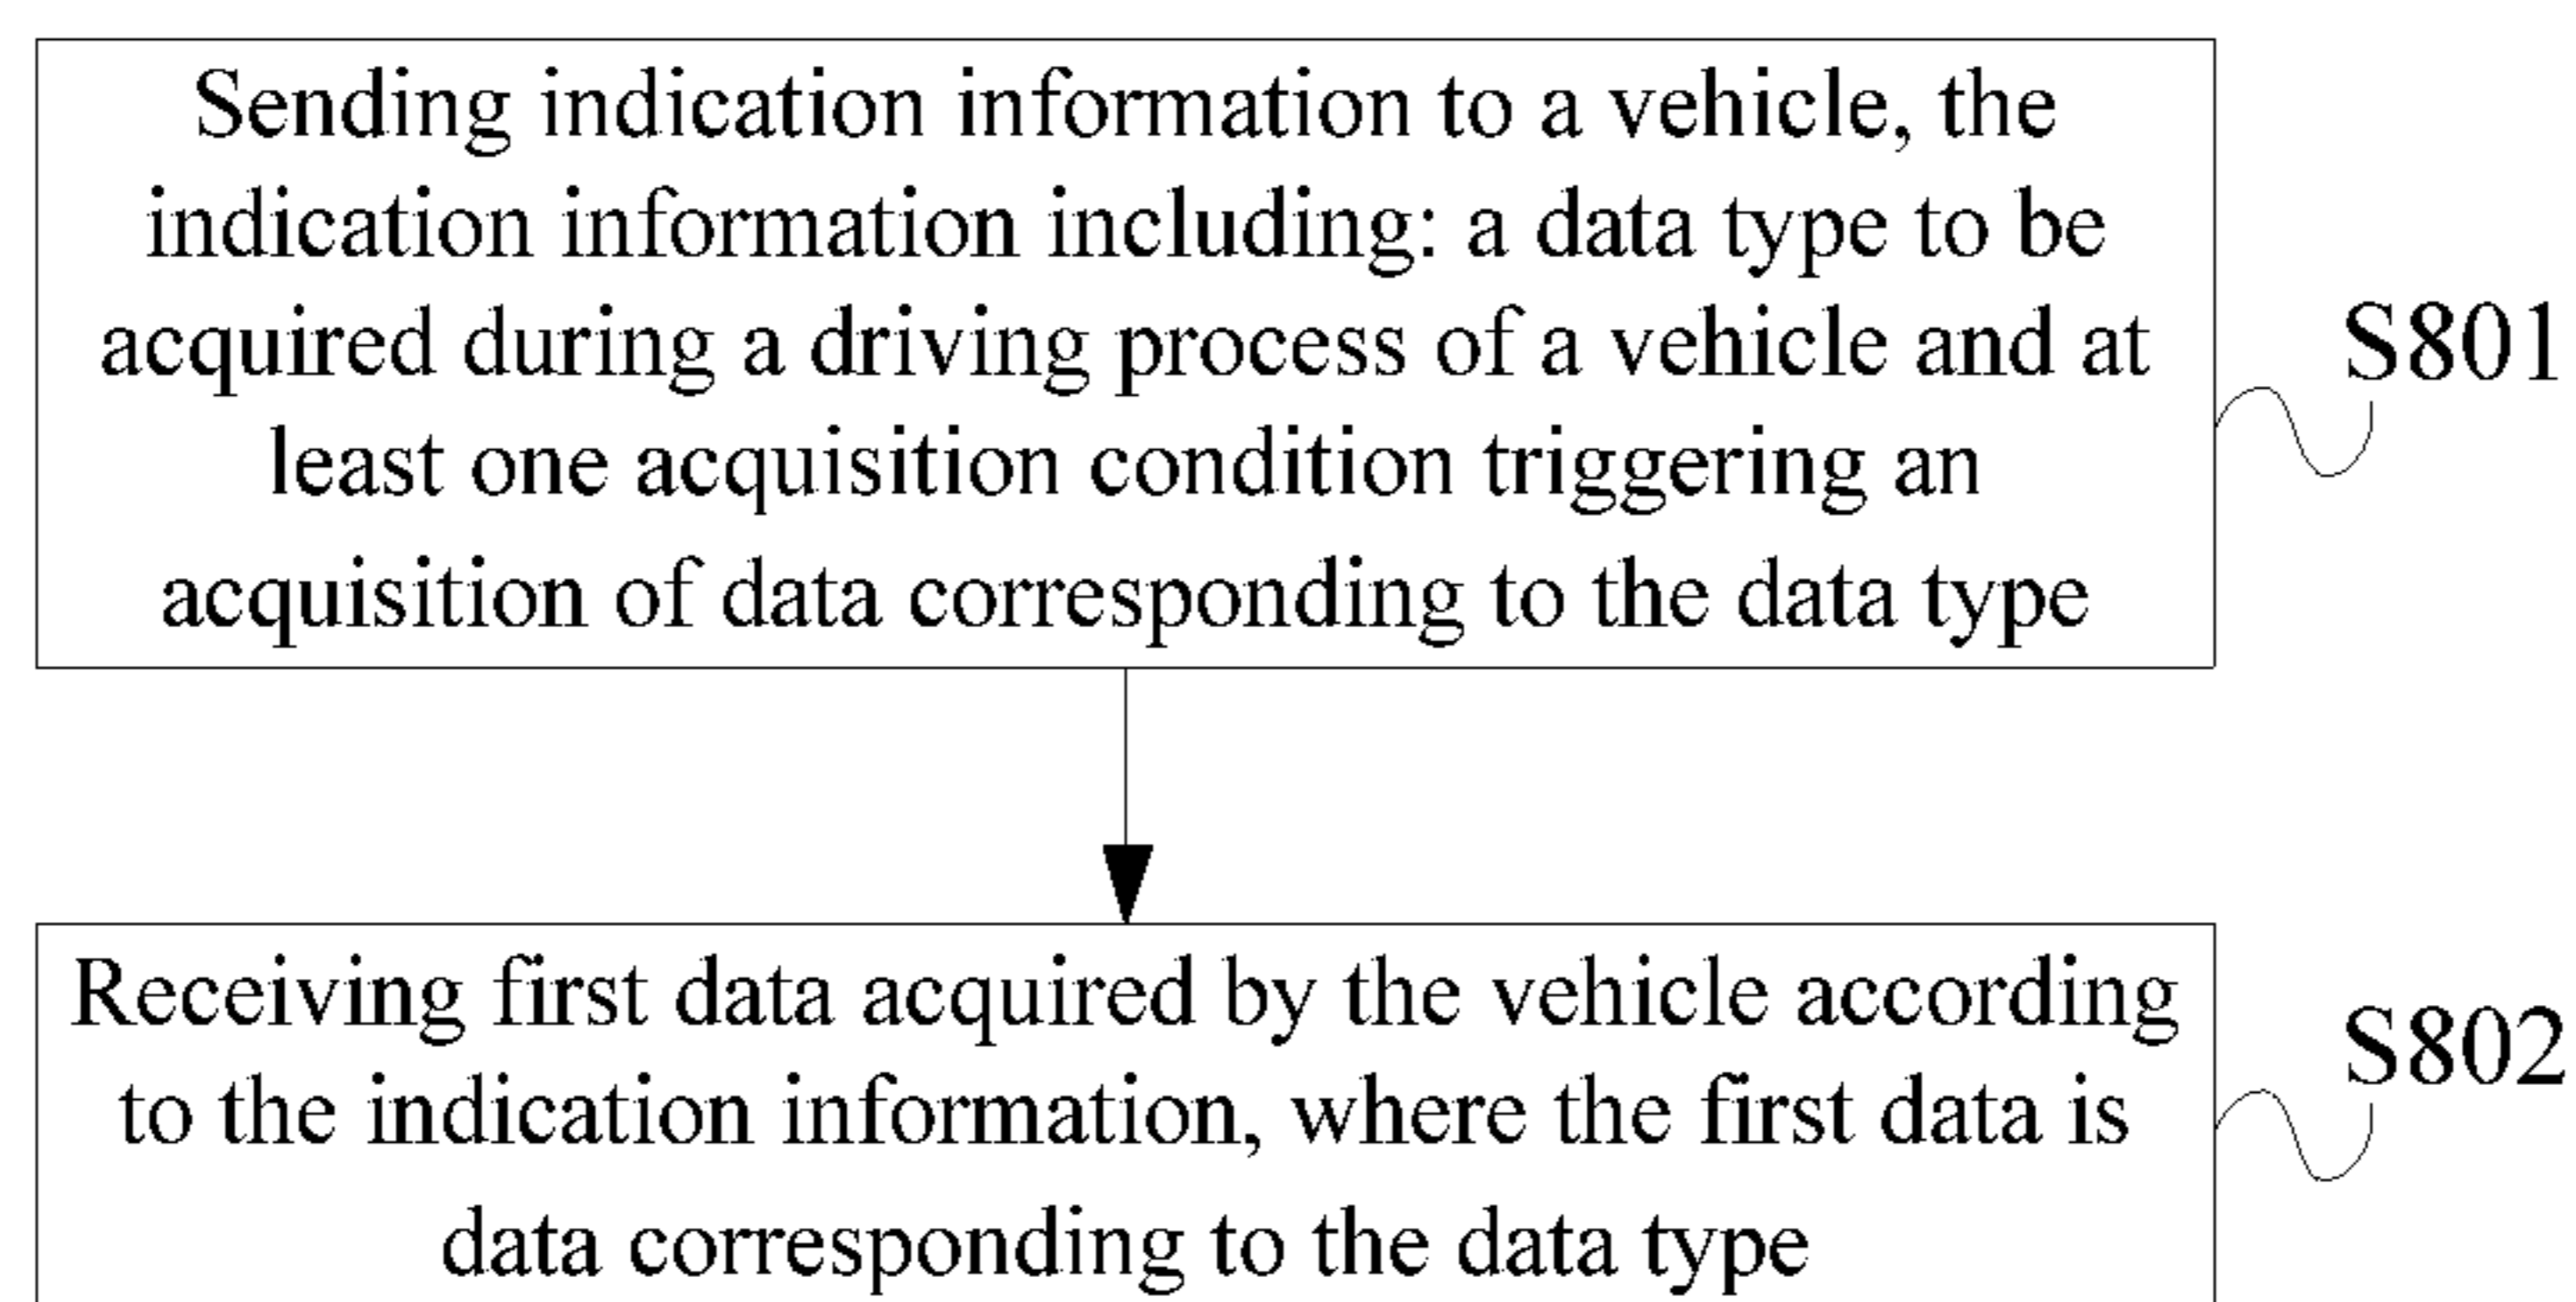 Sending indication information to a vehicle, the
indication information including: a data type to be
acquired during a driving process of a vehicle and at
least one acquisition condition triggering an
acquisition of data corresponding to the data type
S801
Receiving first data acquired by the vehicle according
to the indication information, where the first data is
data corresponding to the data type
S802